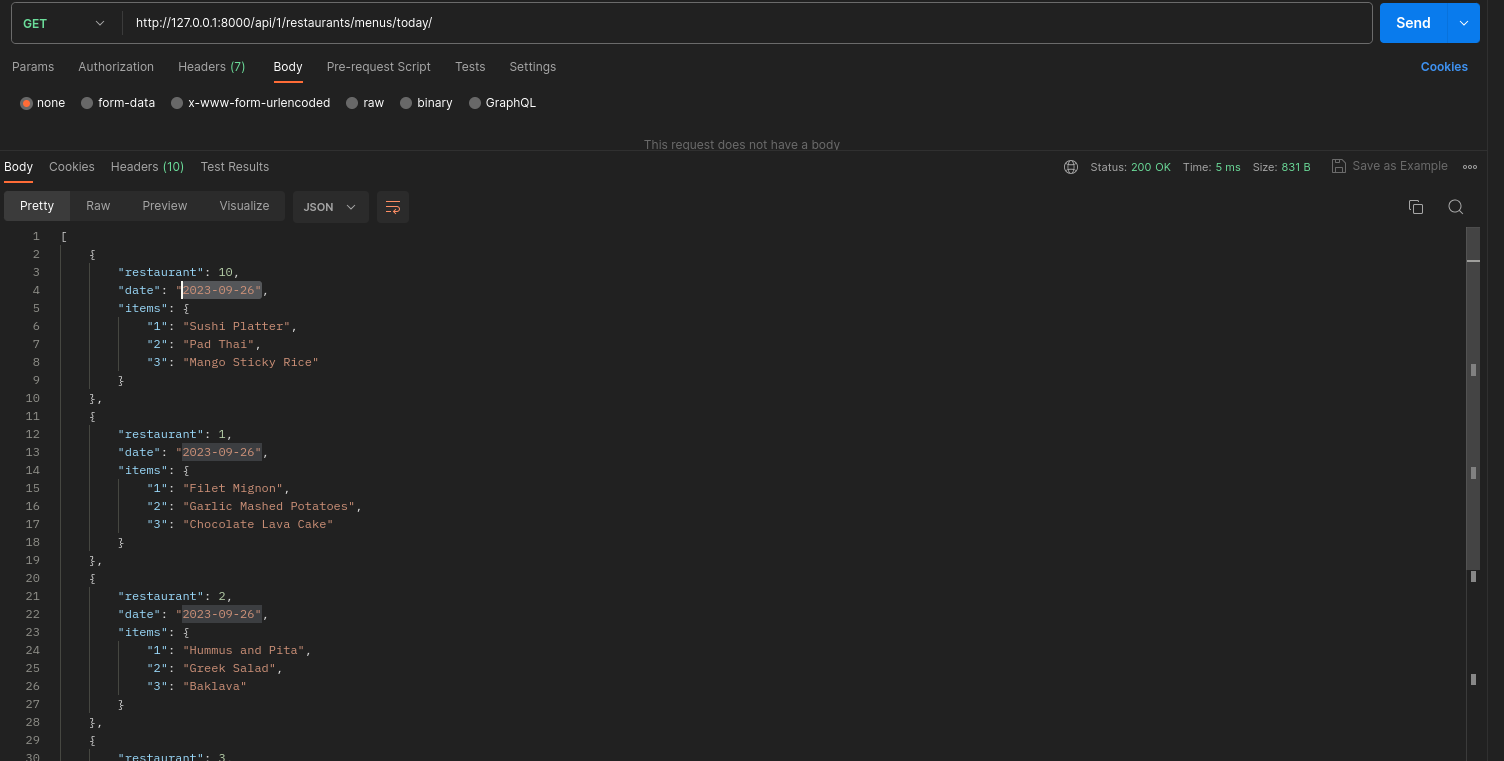 GET http://127.0.0.1:8000/api/1/restaurants/menus/today/ Send
Params Authorization Headers (7) Body Pre-request Script Tests Settings Cookies
none form-data x-www-form-urlencoded raw binary GraphQL
This request does not have a body
Body Cookies Headers (10) Test Results Status: 200 OK Time: 5 ms Size: 831 B Save as Example
Pretty Raw Preview Visualize JSON
1 [
2 {
3 "restaurant": 10,
4 "date": "2023-09-26",
5 "items": {
6 "1": "Sushi Platter",
7 "2": "Pad Thai",
8 "3": "Mango Sticky Rice"
9 }
10 },
11 {
12 "restaurant": 1,
13 "date": "2023-09-26",
14 "items": {
15 "1": "Filet Mignon",
16 "2": "Garlic Mashed Potatoes",
17 "3": "Chocolate Lava Cake"
18 }
19 },
20 {
21 "restaurant": 2,
22 "date": "2023-09-26",
23 "items": {
24 "1": "Hummus and Pita",
25 "2": "Greek Salad",
26 "3": "Baklava"
27 }
28 },
29 {
30 "restaurant": 3